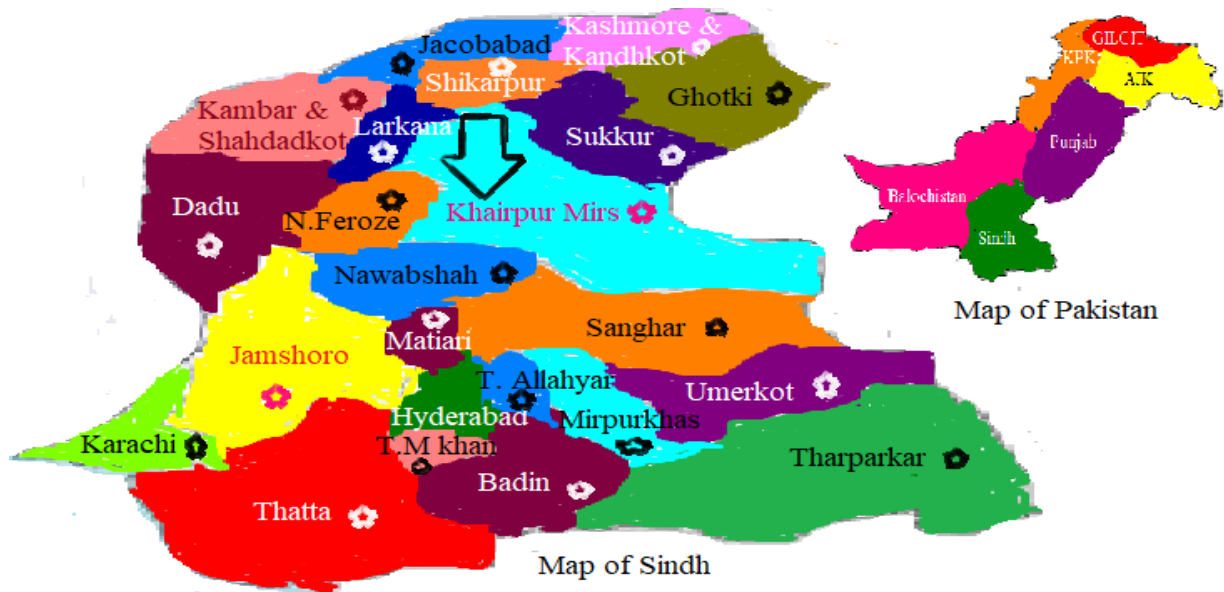 Kashmore &
Kandhkot
Jacobabad
Shikarpur
Ghotki
Kambar &
Shahdadkot
Larkana
Sukkur
Dadu
N.Feroze
Khairpur Mirs
Nawabshah
Sanghar
Matiari
Jamshoro
T. Allahyar
Umerkot
Hyderabad
Mirpurkhas
Karachi
T.M khan
Tharparkar
Badin
Thatta
Map of Sindh
KPK
AJK
Punjab
Balochistan
Sindh
Map of Pakistan